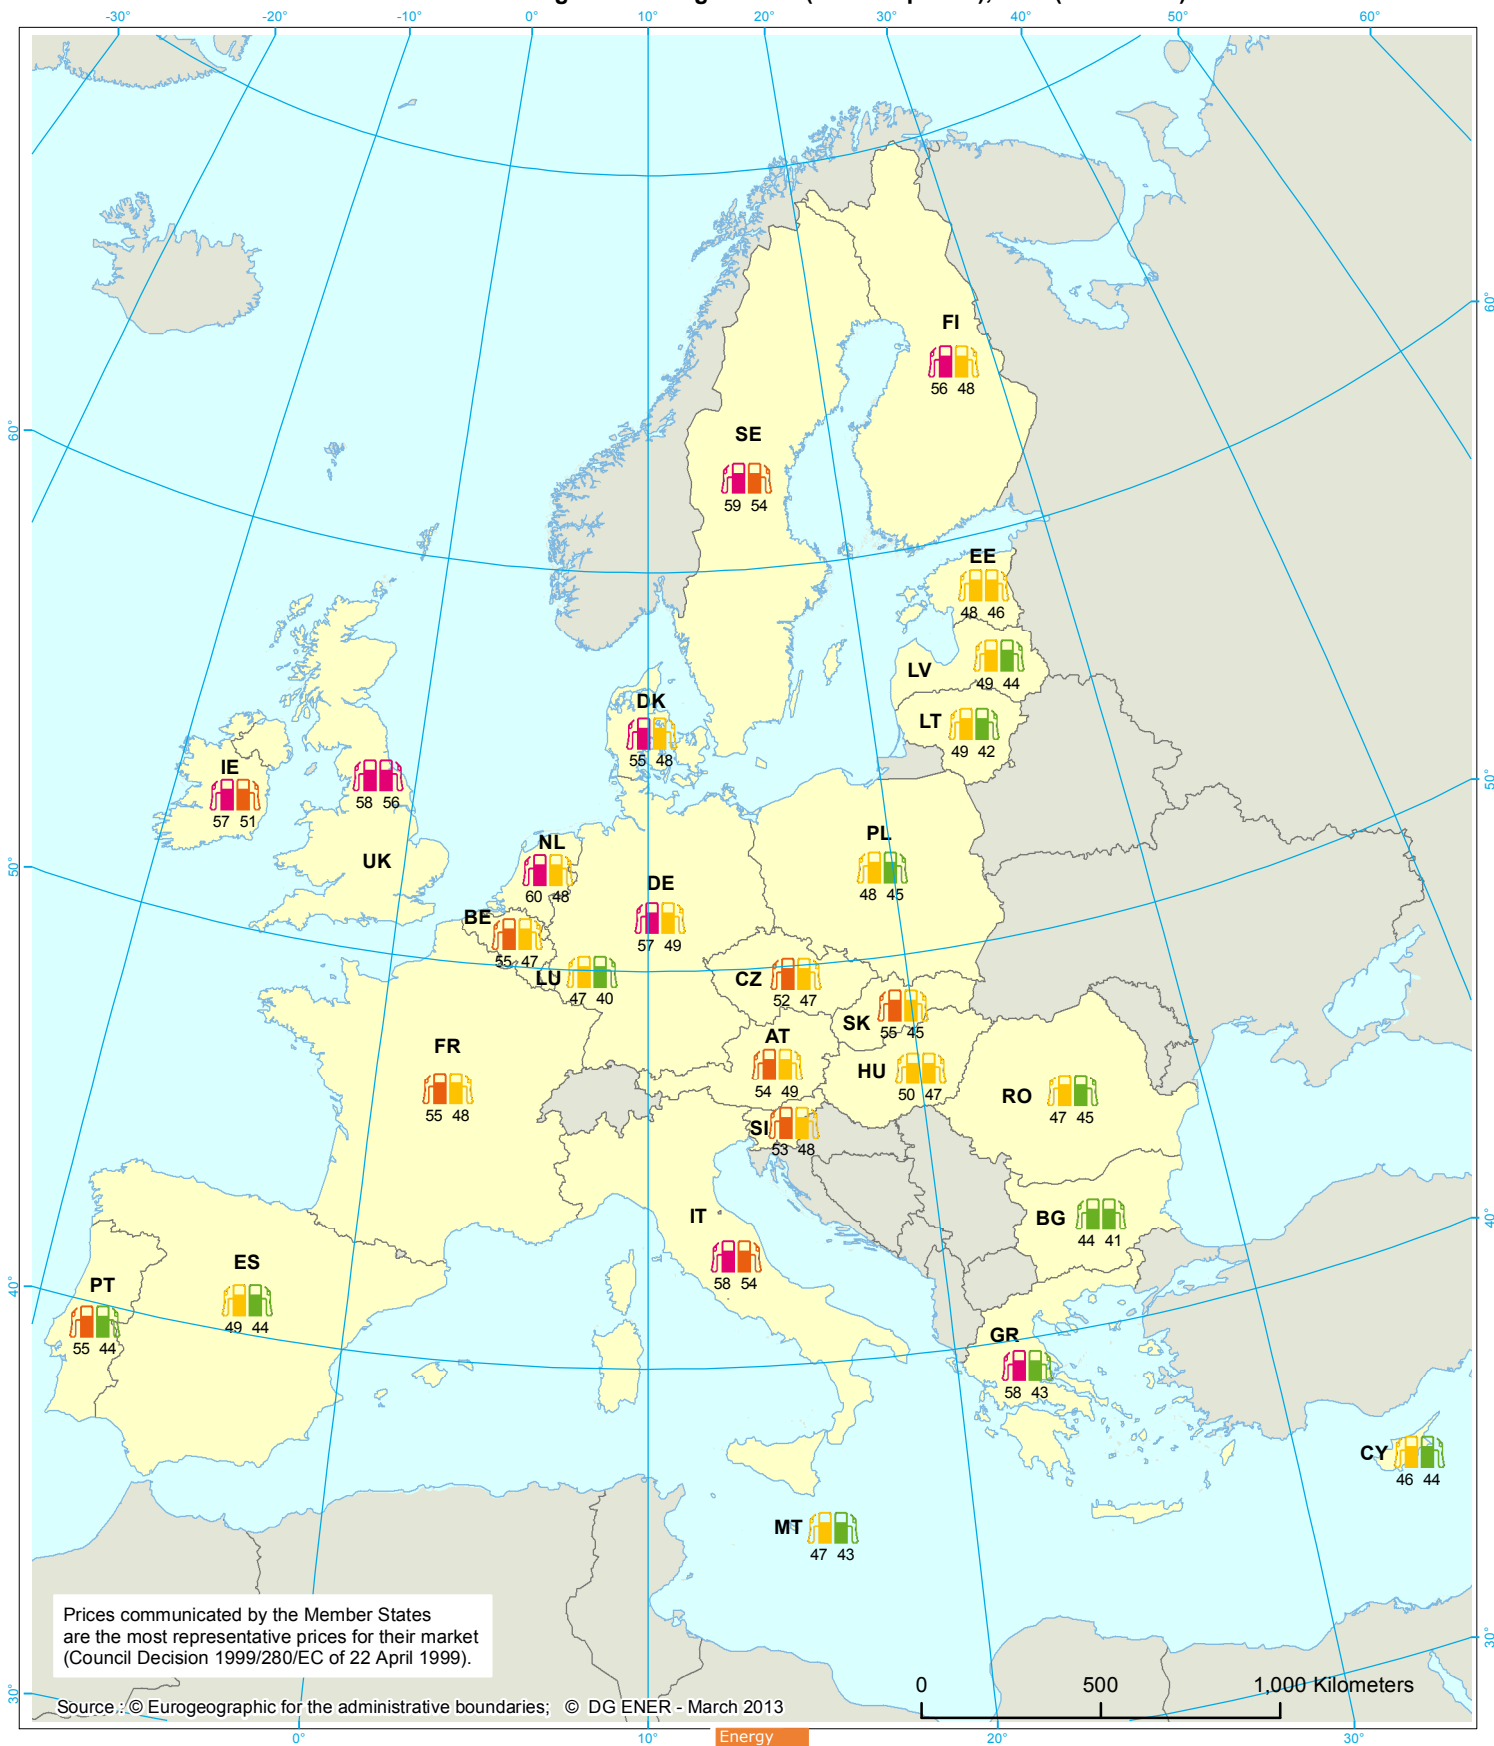 -30° -20° -10° 0° 10° 20° 30° 40° 50° 60°
FI
56 48
60°
60°
SE
59 54
EE
48 46
LV
49 44
DK
55 48
LT
49 42
IE
57 51
58 56
50°
UK
NL
60 48
PL
48 45
50°
DE
57 49
BE
55 47
LU
47 40
CZ
52 47
SK
55 45
AT
54 49
FR
55 48
HU
50 47
RO
47 45
SI
53 48
IT
58 54
BG
44 41
40°
ES
49 44
PT
55 44
40°
GR
58 43
CY
46 44
MT
47 43
Prices communicated by the Member States
are the most representative prices for their market
(Council Decision 1999/280/EC of 22 April 1999).
30°
0 500 1,000 Kilometers
30°
Source : © Eurogeographic for the administrative boundaries; © DG ENER - March 2013
0° 10° 20° 30°
Energy